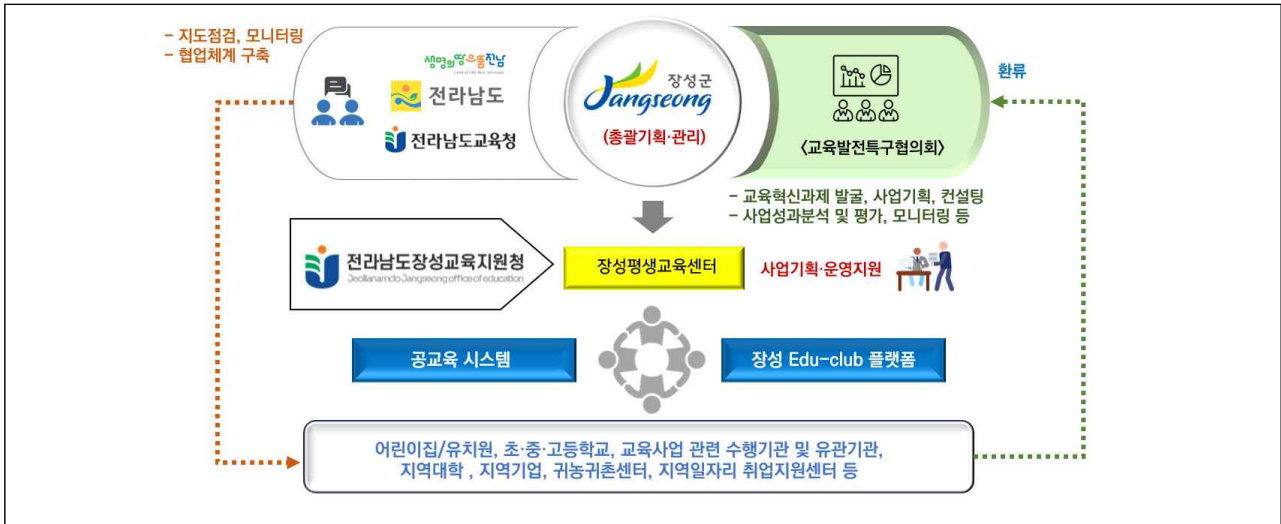 - 지도점검, 모니터링
- 협업체계 구축
생명의땅으뜸전남
전라남도
전라남도교육청
장성군
Jangseong
(총괄기획·관리)
<교육발전특구협의회>
환류
- 교육혁신과제 발굴, 사업기획, 컨설팅
- 사업성과분석 및 평가, 모니터링 등
전라남도장성교육지원청
Jeollanamdo Jangseong office of education
장성평생교육센터
사업기획·운영지원
공교육 시스템
장성 Edu-club 플랫폼
어린이집/유치원, 초·중·고등학교, 교육사업 관련 수행기관 및 유관기관,
지역대학 , 지역기업, 귀농귀촌센터, 지역일자리 취업지원센터 등